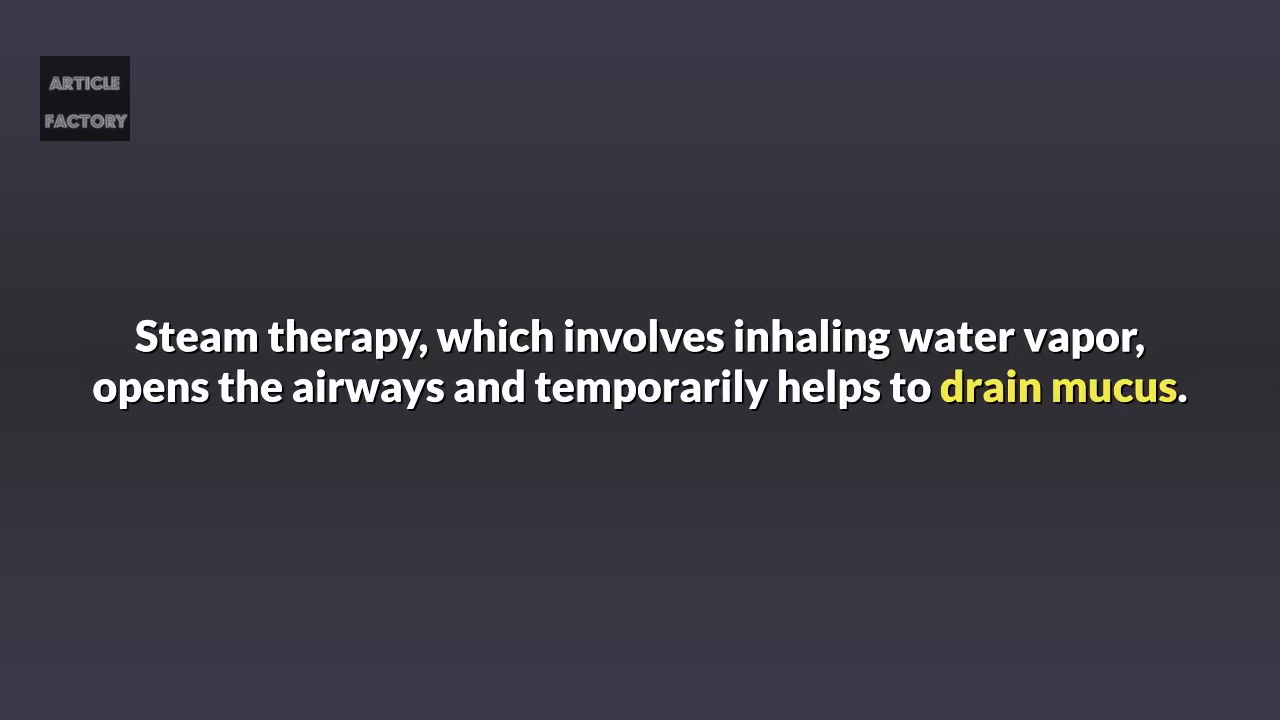 ARTICLE
FACTORY
Steam therapy, which involves inhaling water vapor,
opens the airways and temporarily helps to drain mucus.